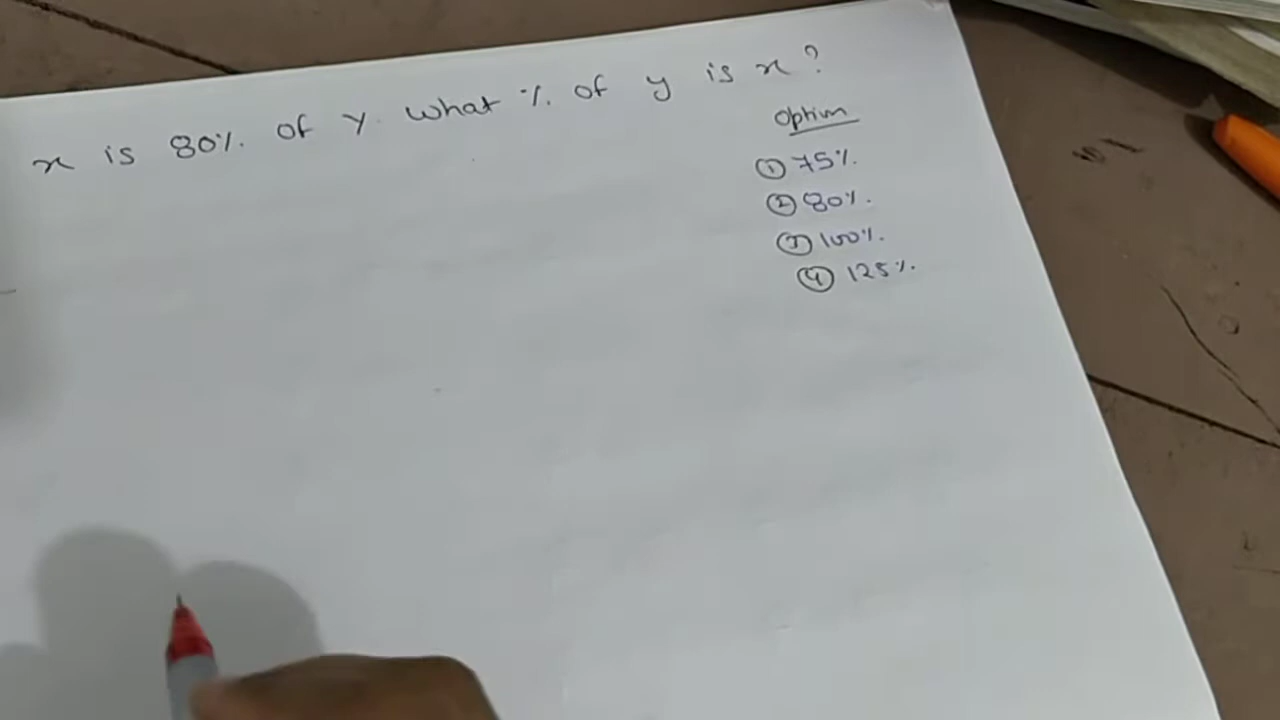 x is 80% of y what % of y is x?
Option
① 75%.
② 80%.
③ 100%.
④ 125%.